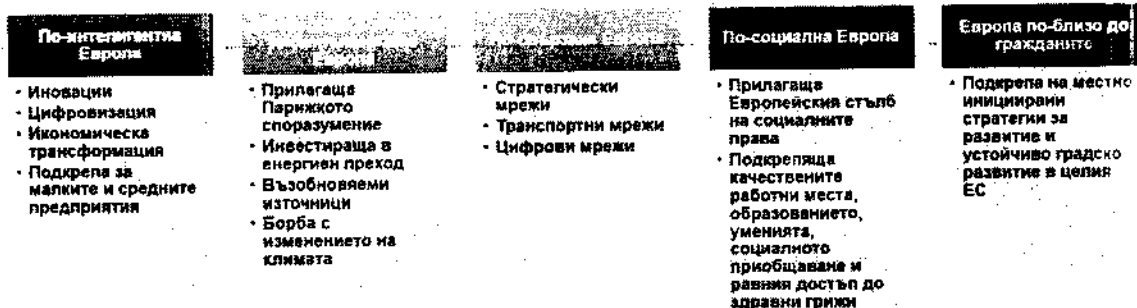 По-интелигентна
Европа
• Иновации
• Цифровизация
• Икономическа
трансформация
• Подкрепа за
малките и средните
предприятия
Европа
• Прилагаща
Парижкото
споразумение
• Инвестираща в
енергиен преход
• Възобновяеми
източници
• Борба с
изменението на
климата
• Стратегически
мрежи
• Транспортни мрежи
• Цифрови мрежи
По-социална Европа
• Прилагаща
Европейския стълб
на социалните
права
• Подкрепяща
качествените
работни места,
образованието,
уменията,
социалното
приобщаване и
равния достъп до
здравни грижи
Европа по-близо до
гражданите
• Подкрепа на местно
инициирани
стратегии за
развитие и
устойчиво градско
развитие в целия
ЕС